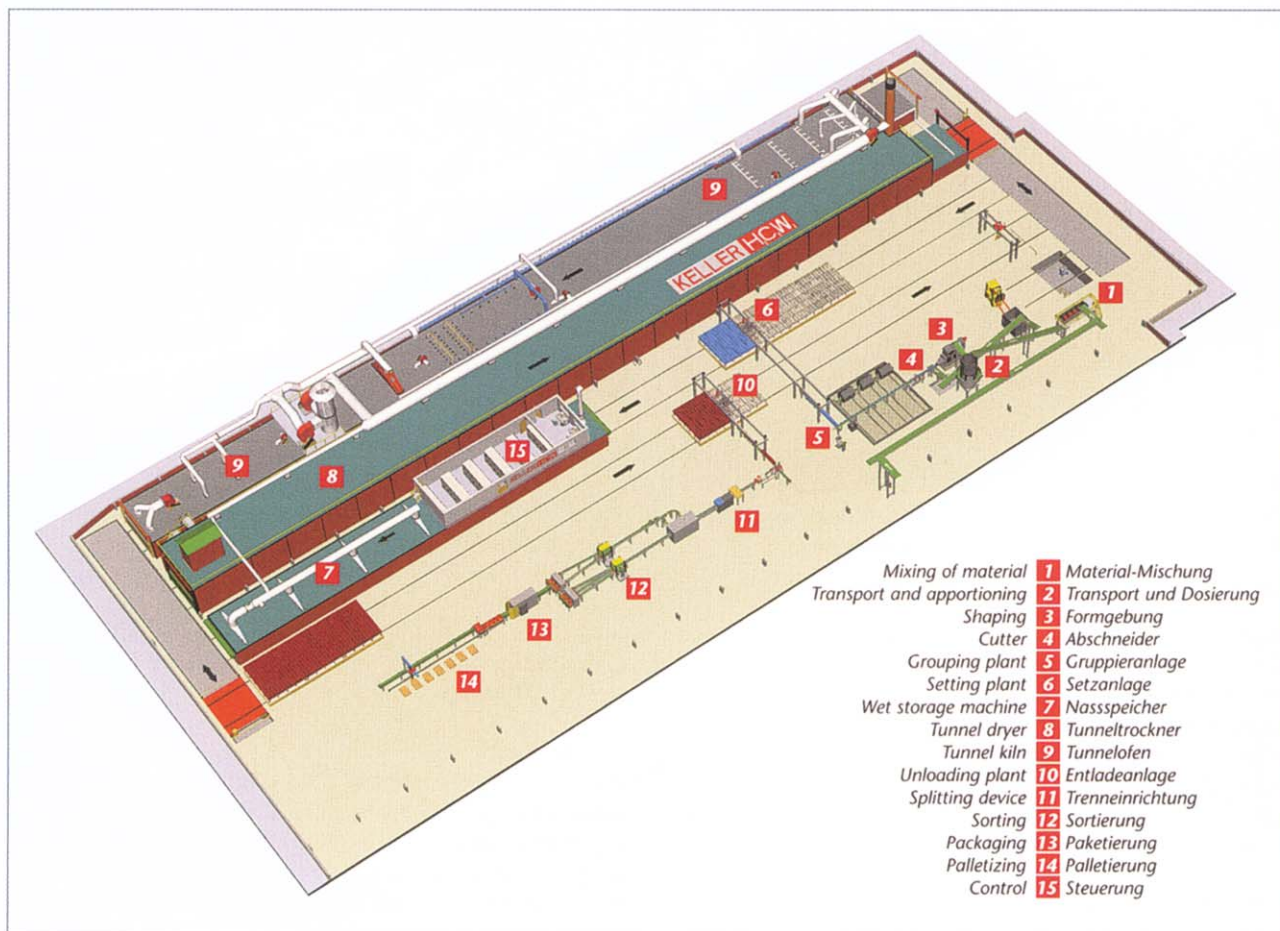 9
KELLER H.C.W.
6
1
3
4
2
10
5
15
9
8
11
7
12
13
14
Mixing of material 1 Material-Mischung
Transport and apportioning 2 Transport und Dosierung
Shaping 3 Formgebung
Cutter 4 Abschneider
Grouping plant 5 Gruppieranlage
Setting plant 6 Setzanlage
Wet storage machine 7 Nassspeicher
Tunnel dryer 8 Tunneltrockner
Tunnel kiln 9 Tunnelofen
Unloading plant 10 Entladeanlage
Splitting device 11 Trenneinrichtung
Sorting 12 Sortierung
Packaging 13 Paketierung
Palletizing 14 Palletierung
Control 15 Steuerung